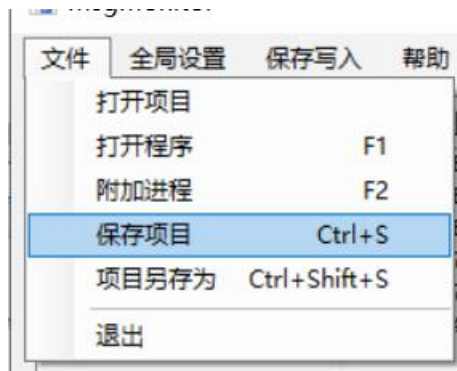 文件 全局设置 保存写入 帮助
打开项目
打开程序 F1
附加进程 F2
保存项目 Ctrl+S
项目另存为 Ctrl+Shift+S
退出